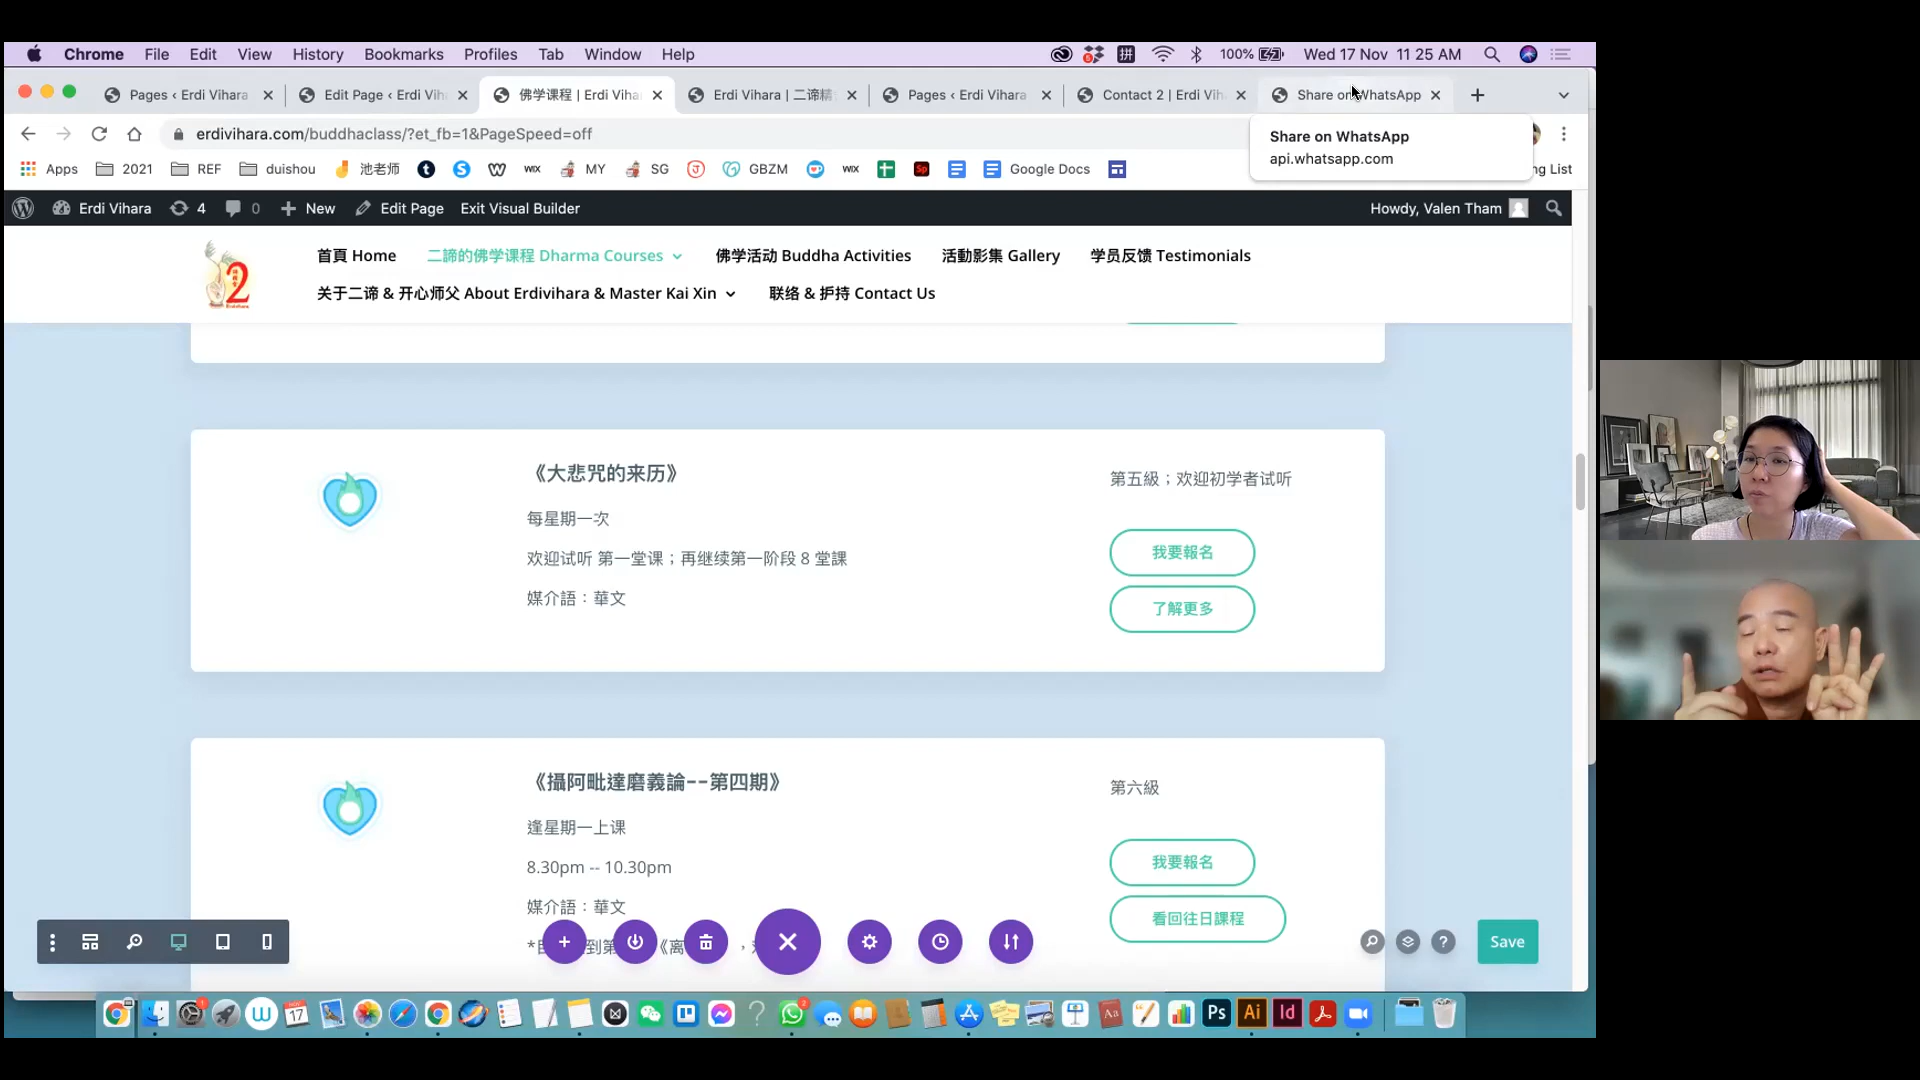 Chrome File Edit View History Bookmarks Profiles Tab Window Help 100% Wed 17 Nov 11:25 AM
Pages ‹ Erdi Vihara
Edit Page ‹ Erdi Vih
佛学课程 | Erdi Viha
Erdi Vihara | 二谛精
Pages ‹ Erdi Vihara
Contact 2 | Erdi Vih
Share on WhatsApp
erdivihara.com/buddhaclass/?et_fb=1&PageSpeed=off
Share on WhatsApp
api.whatsapp.com
Apps 2021 REF duishou 池老师 WIX MY SG GBZM WIX Google Docs ng List
Erdi Vihara 4 0 New Edit Page Exit Visual Builder Howdy, Valen Tham
首頁 Home 二諦的佛学课程 Dharma Courses 佛学活动 Buddha Activities 活動影集 Gallery 学员反馈 Testimonials
关于二谛 & 开心师父 About Erdivihara & Master Kai Xin 联络 & 护持 Contact Us
《大悲咒的来历》
每星期一次
欢迎试听 第一堂课；再继续第一阶段 8 堂課
媒介語：華文
第五級；欢迎初学者试听
我要報名
了解更多
《攝阿毗達磨義論--第四期》
逢星期一上课
8.30pm -- 10.30pm
媒介語：華文
第六級
我要報名
看回往日課程
Save